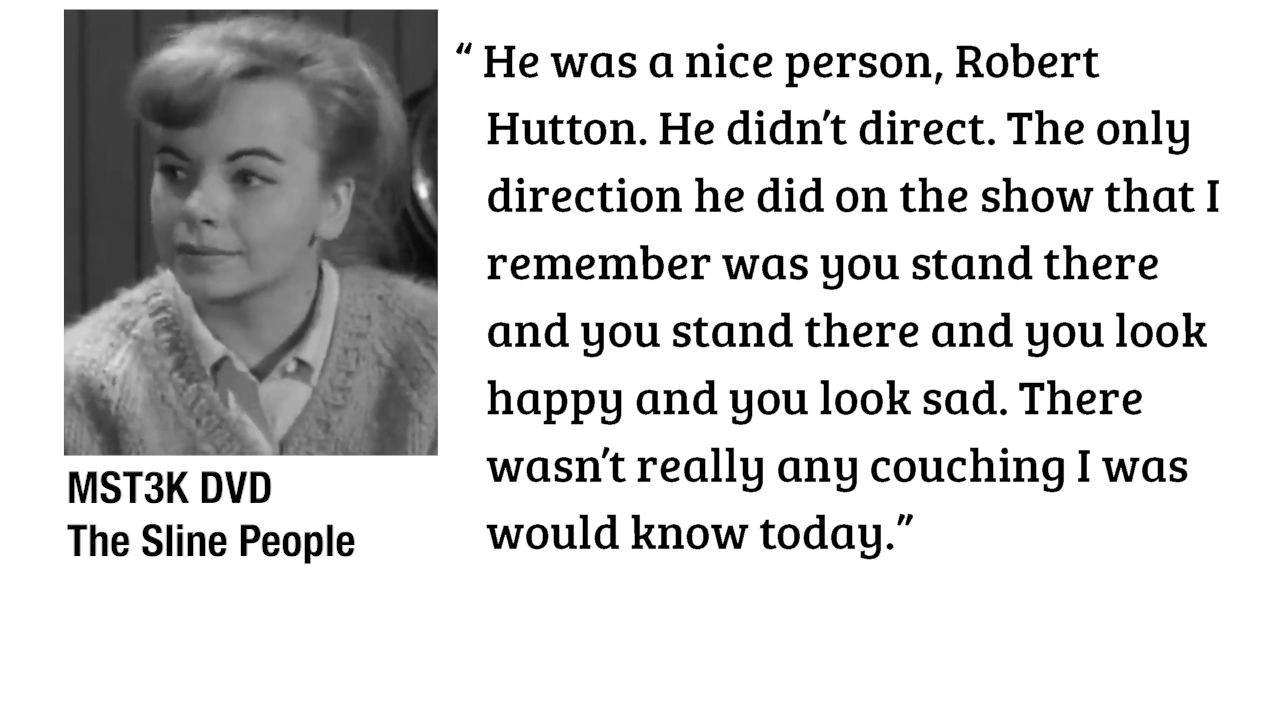 “ He was a nice person, Robert
Hutton. He didn’t direct. The only
direction he did on the show that I
remember was you stand there
and you stand there and you look
happy and you look sad. There
wasn’t really any couching I was
would know today.”
MST3K DVD
The Sline People